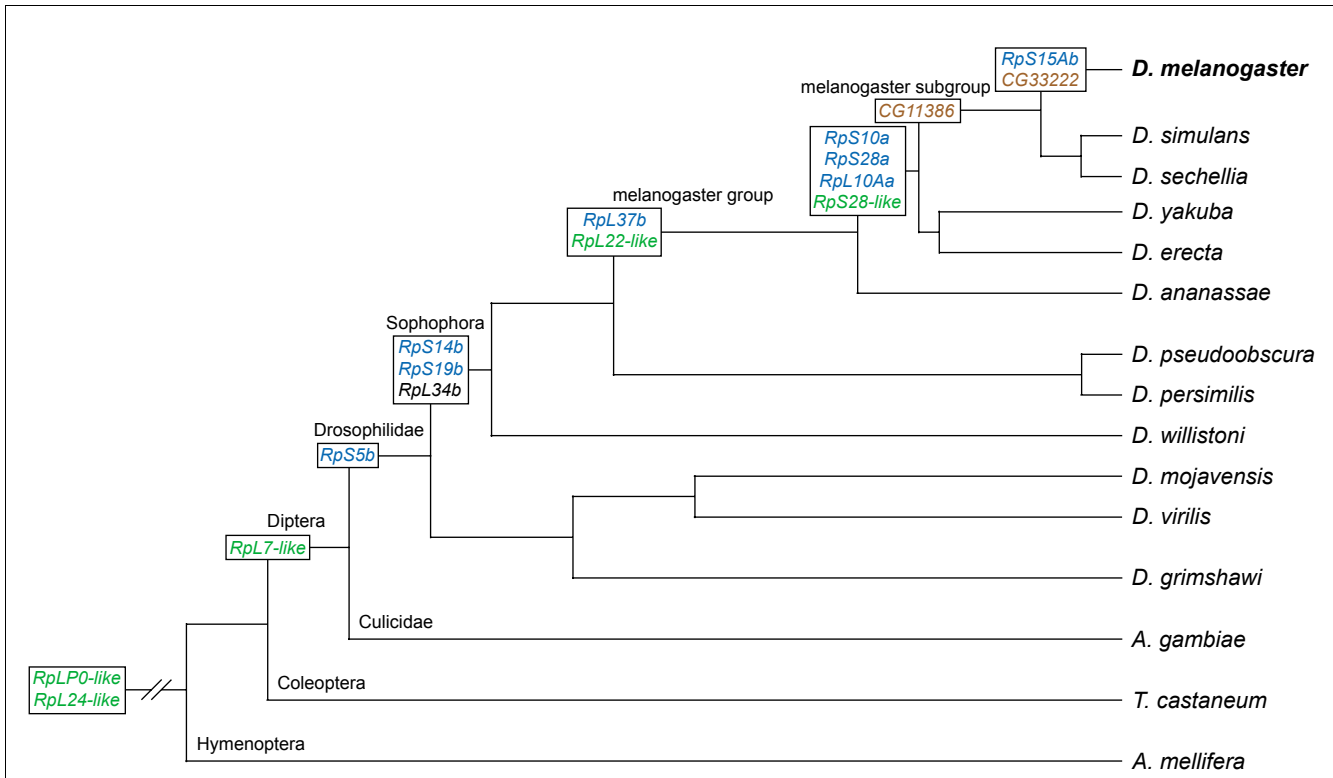 RpS15Ab
CG33222
D. melanogaster
melanogaster subgroup
CG11386
D. simulans
RpS10a
RpS28a
RpL10Aa
RpS28-like
D. sechellia
melanogaster group
D. yakuba
RpL37b
RpL22-like
D. erecta
D. ananassae
Sophophora
RpS14b
RpS19b
RpL34b
D. pseudoobscura
D. persimilis
Drosophilidae
D. willistoni
RpS5b
D. mojavensis
Diptera
D. virilis
RpL7-like
D. grimshawi
Culicidae
A. gambiae
RpLP0-like
RpL24-like
Coleoptera
T. castaneum
Hymenoptera
A. mellifera